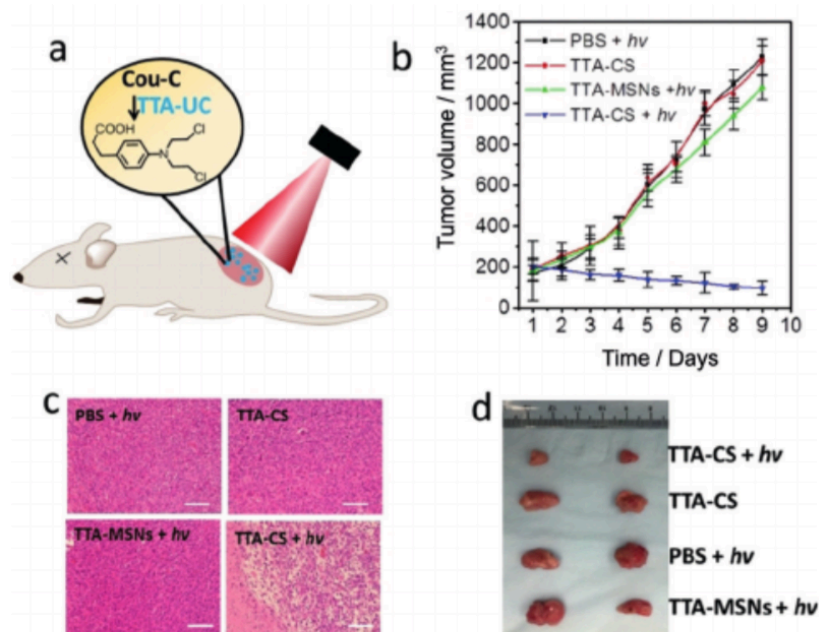 a
Cou-C
TTA-UC
COOH
Cl
N
Cl
b
PBS + hv
TTA-CS
TTA-MSNs +hv
TTA-CS + hv
1400
1200
1000
800
600
400
200
0
Tumor volume / mm³
1 2 3 4 5 6 7 8 9 10
Time / Days
c
PBS + hv
TTA-CS
TTA-MSNs + hv
TTA-CS + hv
d
TTA-CS + hv
TTA-CS
PBS + hv
TTA-MSNs + hv